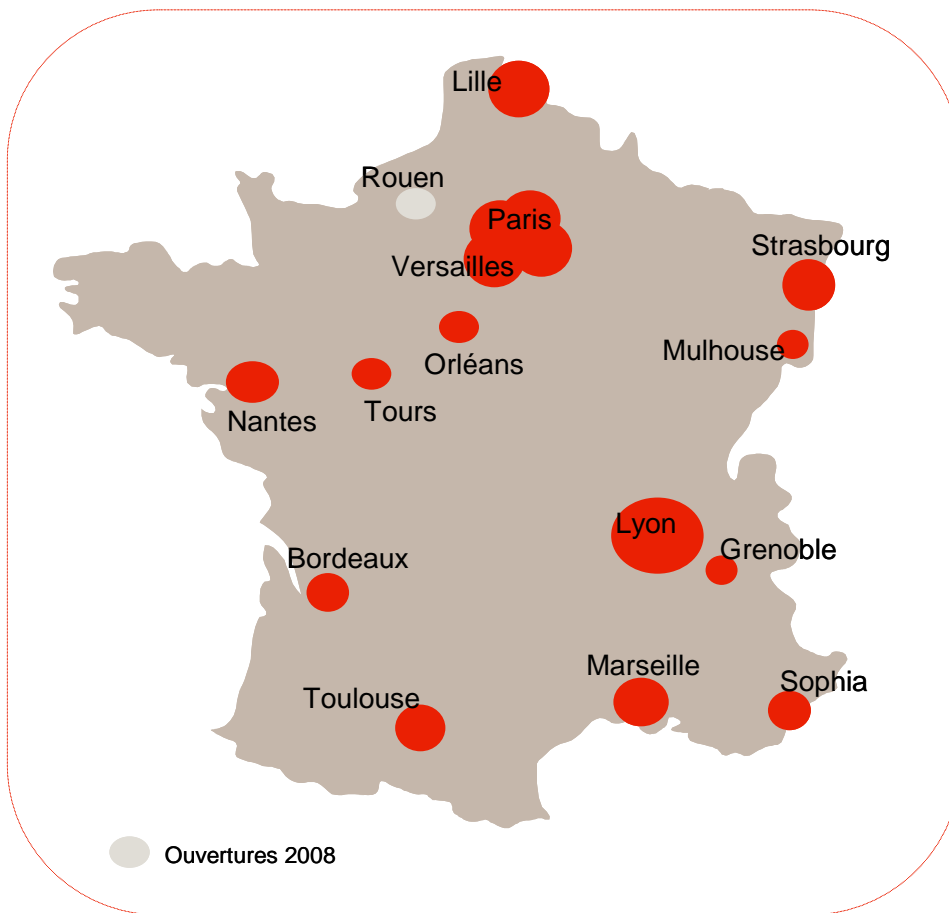 Lille
Rouen
Paris
Strasbourg
Versailles
Mulhouse
Orléans
Tours
Nantes
Lyon
Grenoble
Bordeaux
Marseille
Sophia
Toulouse
Ouvertures 2008